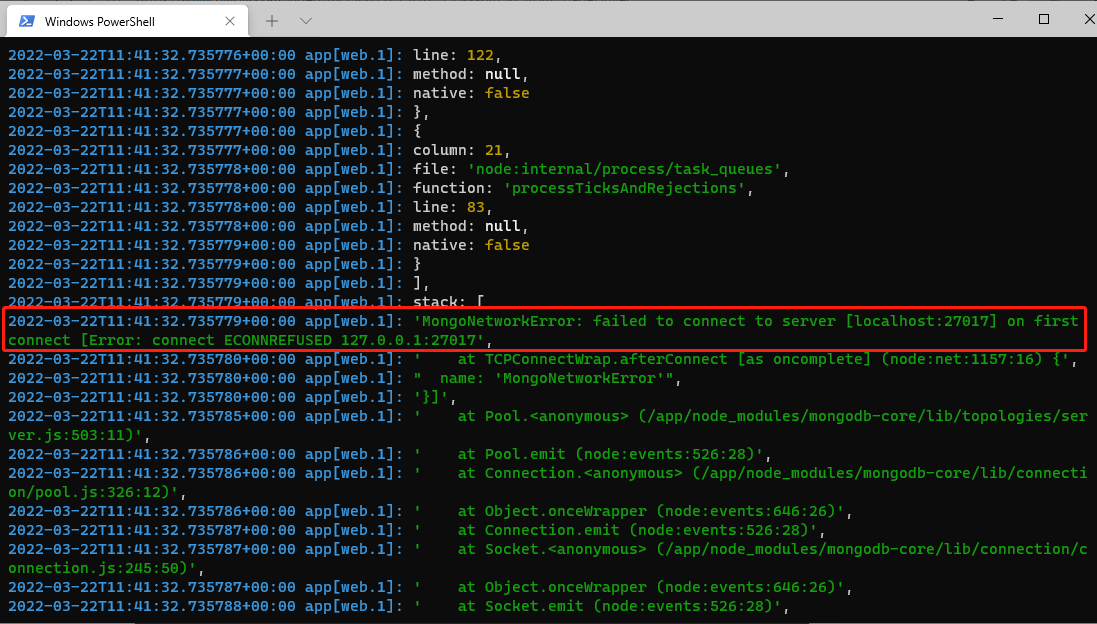 Windows PowerShell
2022-03-22T11:41:32.735776+00:00 app[web.1]: line: 122,
2022-03-22T11:41:32.735777+00:00 app[web.1]: method: null,
2022-03-22T11:41:32.735777+00:00 app[web.1]: native: false
2022-03-22T11:41:32.735777+00:00 app[web.1]: },
2022-03-22T11:41:32.735777+00:00 app[web.1]: {
2022-03-22T11:41:32.735777+00:00 app[web.1]: column: 21,
2022-03-22T11:41:32.735778+00:00 app[web.1]: file: 'node:internal/process/task_queues',
2022-03-22T11:41:32.735778+00:00 app[web.1]: function: 'processTicksAndRejections',
2022-03-22T11:41:32.735778+00:00 app[web.1]: line: 83,
2022-03-22T11:41:32.735778+00:00 app[web.1]: method: null,
2022-03-22T11:41:32.735779+00:00 app[web.1]: native: false
2022-03-22T11:41:32.735779+00:00 app[web.1]: }
2022-03-22T11:41:32.735779+00:00 app[web.1]: ],
2022-03-22T11:41:32.735779+00:00 app[web.1]: stack: [
2022-03-22T11:41:32.735779+00:00 app[web.1]: 'MongoNetworkError: failed to connect to server [localhost:27017] on first
connect [Error: connect ECONNREFUSED 127.0.0.1:27017',
2022-03-22T11:41:32.735780+00:00 app[web.1]: '    at TCPConnectWrap.afterConnect [as oncomplete] (node:net:1157:16) {',
2022-03-22T11:41:32.735780+00:00 app[web.1]: "  name: 'MongoNetworkError'",
2022-03-22T11:41:32.735780+00:00 app[web.1]: '}]',
2022-03-22T11:41:32.735785+00:00 app[web.1]: '    at Pool.<anonymous> (/app/node_modules/mongodb-core/lib/topologies/ser
ver.js:503:11)',
2022-03-22T11:41:32.735786+00:00 app[web.1]: '    at Pool.emit (node:events:526:28)',
2022-03-22T11:41:32.735786+00:00 app[web.1]: '    at Connection.<anonymous> (/app/node_modules/mongodb-core/lib/connecti
on/pool.js:326:12)',
2022-03-22T11:41:32.735786+00:00 app[web.1]: '    at Object.onceWrapper (node:events:646:26)',
2022-03-22T11:41:32.735787+00:00 app[web.1]: '    at Connection.emit (node:events:526:28)',
2022-03-22T11:41:32.735787+00:00 app[web.1]: '    at Socket.<anonymous> (/app/node_modules/mongodb-core/lib/connection/c
onnection.js:245:50)',
2022-03-22T11:41:32.735787+00:00 app[web.1]: '    at Object.onceWrapper (node:events:646:26)',
2022-03-22T11:41:32.735788+00:00 app[web.1]: '    at Socket.emit (node:events:526:28)',